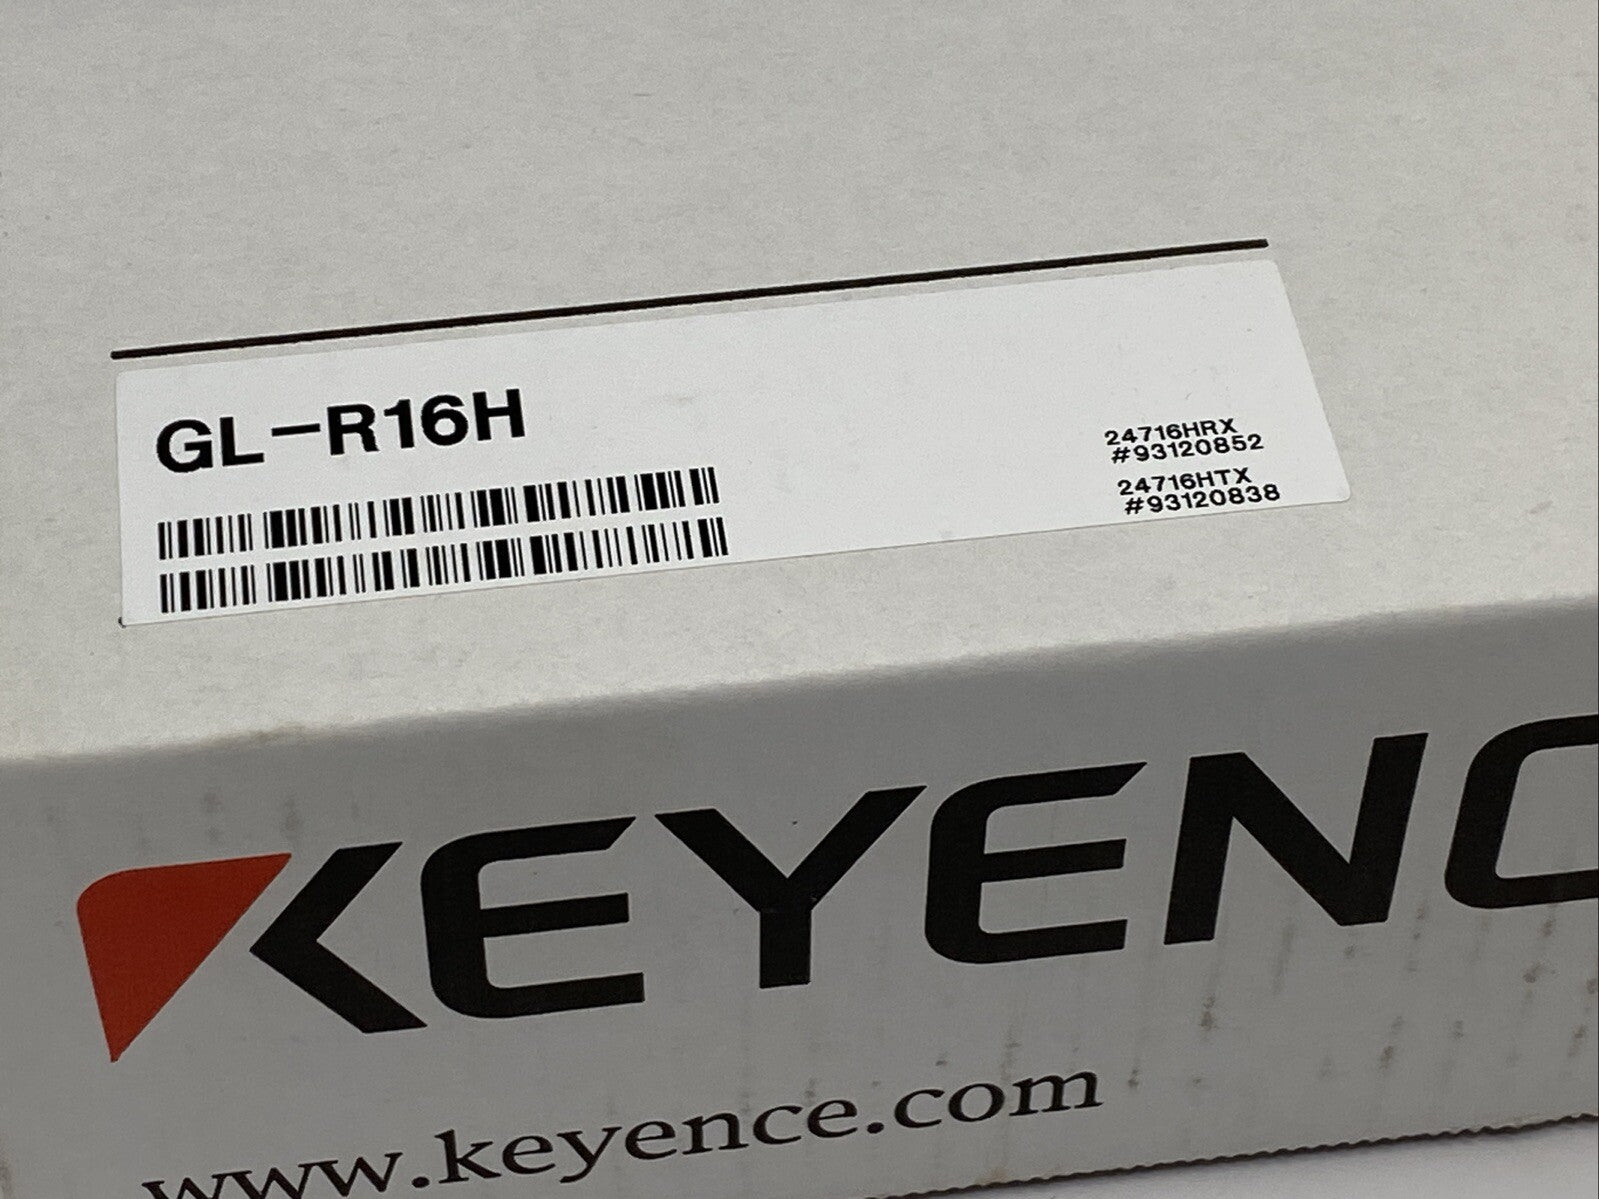 GL-R16H
24716HRX
#93120852
24716HTX
#93120838
KEYENC
www.keyence.com